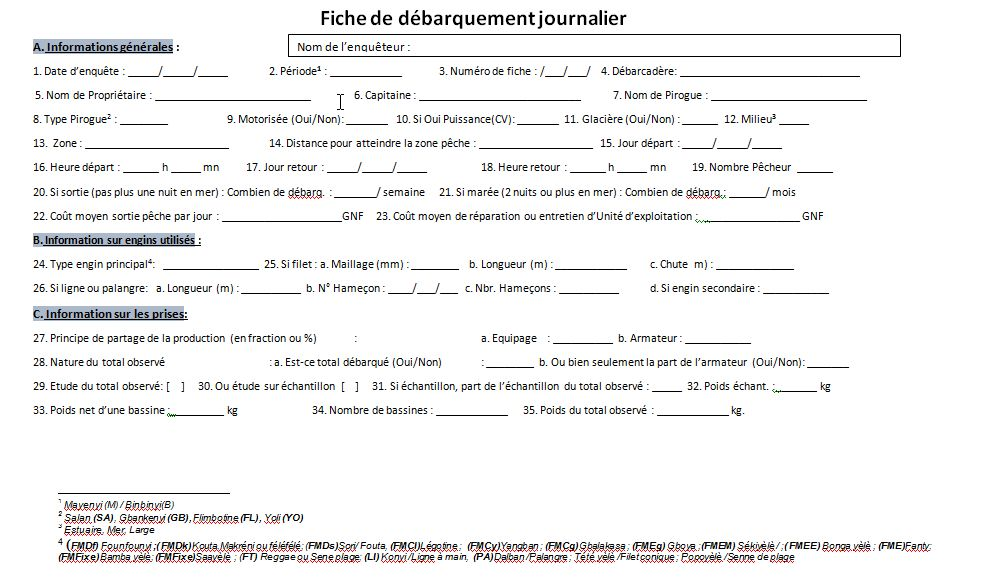 Fiche de débarquement journalier
A. Informations générales :
Nom de l'enquêteur :
1. Date d'enquête : _____/_____/_____ 2. Période¹ : ____________ 3. Numéro de fiche : /___/___/ 4. Débarcadère: ______________________________
5. Nom de Propriétaire : __________________________ 6. Capitaine : ___________________________ 7. Nom de Pirogue : __________________________
8. Type Pirogue² : ________ 9. Motorisée (Oui/Non): _______ 10. Si Oui Puissance(CV): _______ 11. Glacière (Oui/Non) : ______ 12. Milieu³ _____
13. Zone : ________________________ 14. Distance pour atteindre la zone pêche : ___________________ 15. Jour départ : _____/_____/_____
16. Heure départ : ______ h _____ mn 17. Jour retour : _____/_____/_____ 18. Heure retour : ______ h _____ mn 19. Nombre Pêcheur ______
20. Si sortie (pas plus une nuit en mer) : Combien de débarq. : _______/ semaine 21. Si marée (2 nuits ou plus en mer) : Combien de débarq.: ______/ mois
22. Coût moyen sortie pêche par jour : ____________________GNF 23. Coût moyen de réparation ou entretien d'Unité d'exploitation : ________________ GNF
B. Information sur engins utilisés :
24. Type engin principal⁴: ________________ 25. Si filet : a. Maillage (mm) : ________ b. Longueur (m) : ____________ c. Chute m) : _____________
26. Si ligne ou palangre: a. Longueur (m) : __________ b. N° Hameçon : ____/___/___ c. Nbr. Hameçons : __________ d. Si engin secondaire : ___________
C. Information sur les prises:
27. Principe de partage de la production (en fraction ou %) : a. Equipage : __________ b. Armateur : ___________
28. Nature du total observé : a. Est-ce total débarqué (Oui/Non) : ________ b. Ou bien seulement la part de l'armateur (Oui/Non): _______
29. Etude du total observé: [ ] 30. Ou étude sur échantillon [ ] 31. Si échantillon, part de l'échantillon du total observé : _____ 32. Poids échant. :_______ kg
33. Poids net d'une bassine :_________ kg 34. Nombre de bassines : ____________ 35. Poids du total observé : ____________ kg.
¹ Mayenyi (M) / Binbinyi(B)
² Salan (SA), Gbankenyi (GB), Flimbotine (FL), Yoli (YO)
³ Estuaire, Mer, Large
⁴ (FMDf) Founfounyi ;(FMDk)Kouta Makréni ou féléfélé; (FMDs)Sori/ Fouta, (FMCl)Légotine ; (FMCy)Yangban ; (FMCg)Gbalakasa ; (FMEg) Gboya ; (FMEM) Sékiyèlè / ; (FMEE) Bonga yèlè ; (FME)Fanty;
(FMFixe)Bamba yèlè ; (FMFixe)Saayèlè ; (FT) Reggae ou Sene plage; (LI) Konyi /Ligne à main, (PA)Dalban /Palangre ; Tété yèlè /Filet conique ; Popoyèlè /Senne de plage